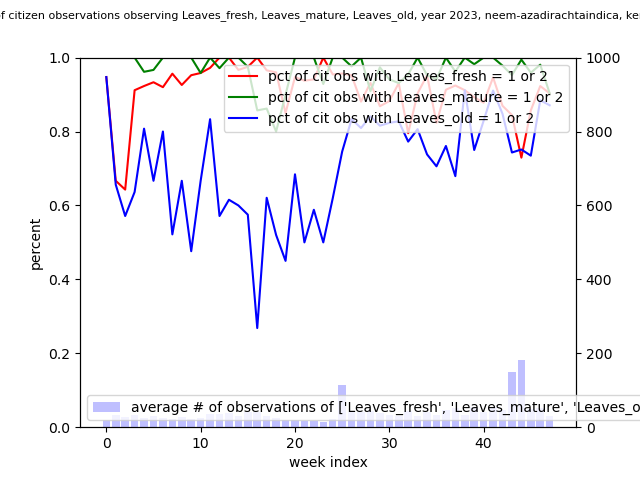 of citizen observations observing Leaves_fresh, Leaves_mature, Leaves_old, year 2023, neem-azadirachtaindica,
pct of cit obs with Leaves_fresh = 1 or 2
pct of cit obs with Leaves_mature = 1 or 2
pct of cit obs with Leaves_old = 1 or 2
1.0
0.8
0.6
0.4
0.2
0.0
percent
1000
800
600
400
200
0
average # of observations of ['Leaves_fresh', 'Leaves_mature', 'Leaves_o
0 10 20 30 40
week index